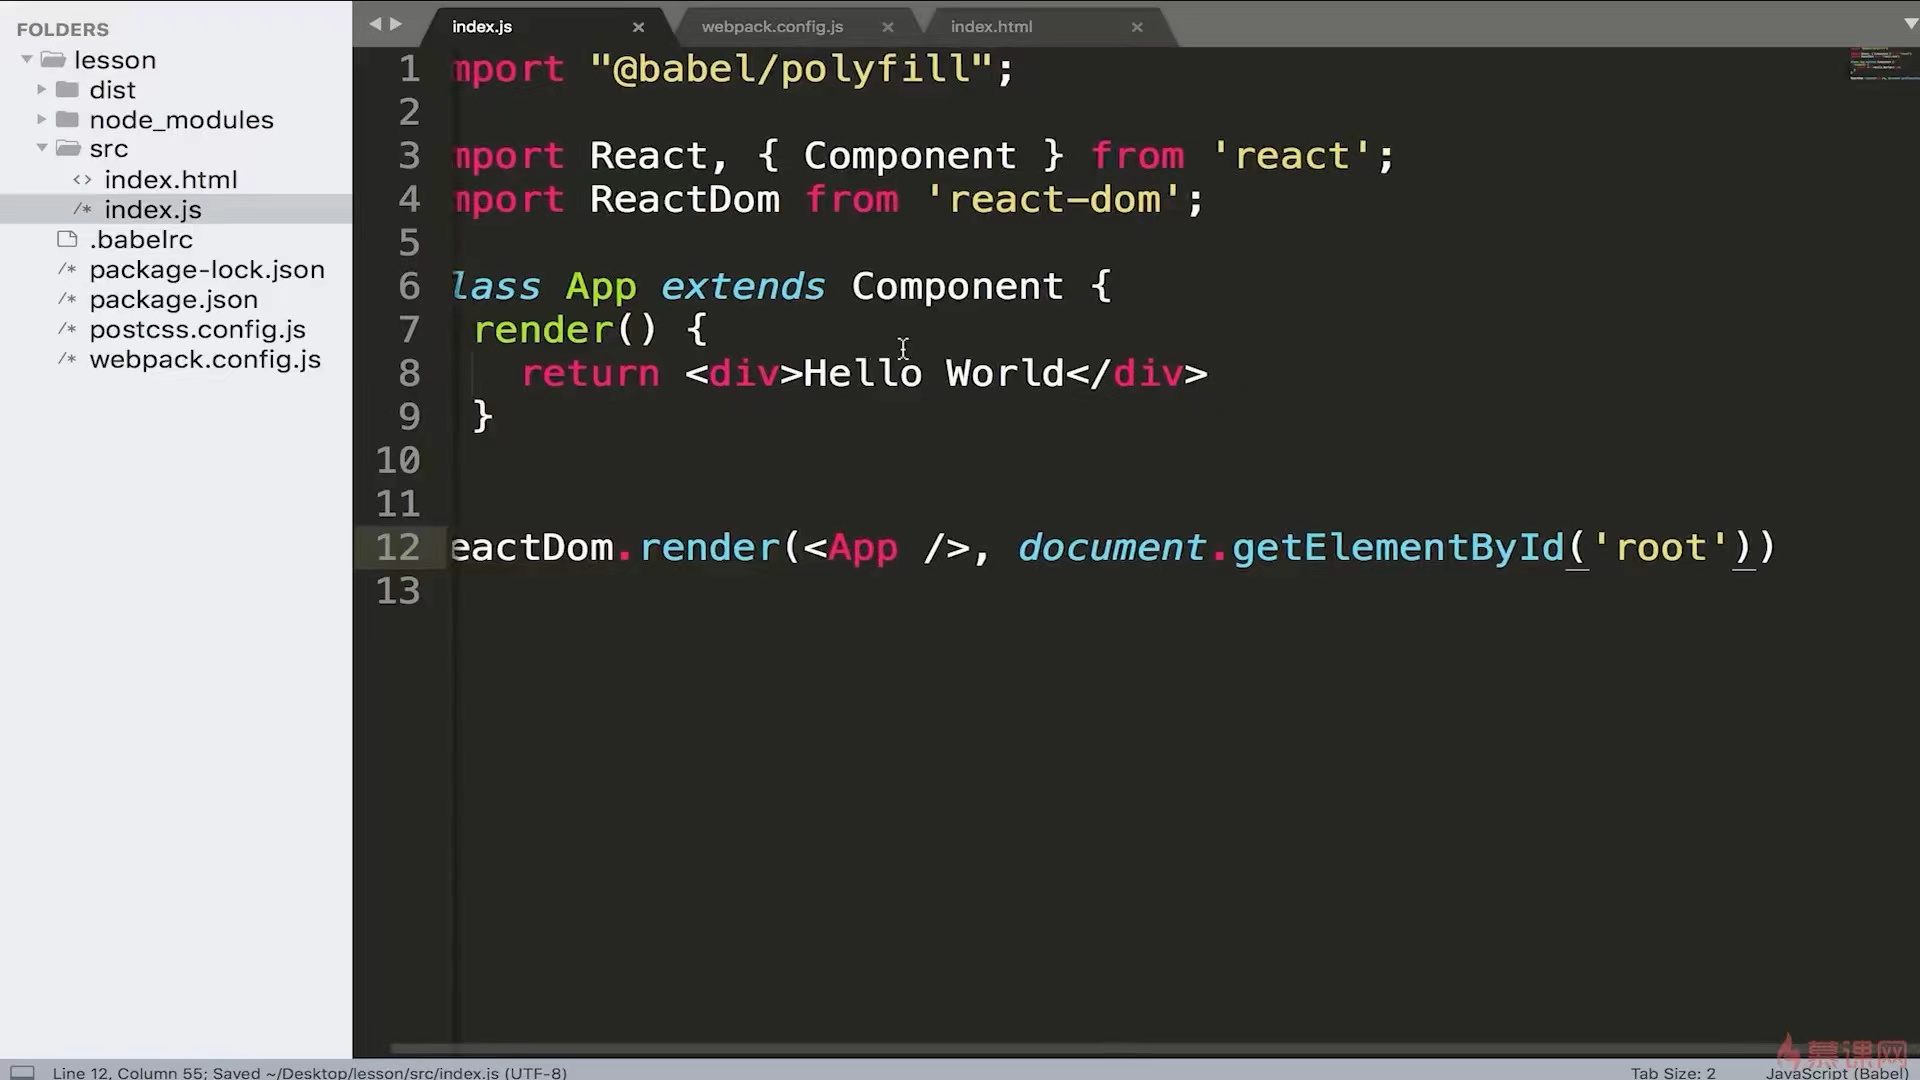 FOLDERS
lesson
dist
node_modules
src
<> index.html
/* index.js
.babelrc
/* package-lock.json
/* package.json
/* postcss.config.js
/* webpack.config.js
index.js
webpack.config.js
index.html
1 mport "@babel/polyfill";
2
3 mport React, { Component } from 'react';
4 mport ReactDom from 'react-dom';
5
6 lass App extends Component {
7 render() {
8 return <div>Hello World</div>
9 }
10
11
12 eactDom.render(<App />, document.getElementById('root'))
13
慕课网
Line 12, Column 55; Saved ~/Desktop/lesson/src/index.js (UTF-8)
Tab Size: 2
JavaScript (Babel)